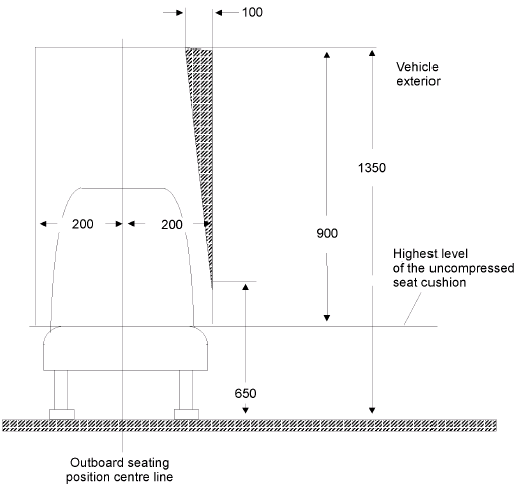 100
Vehicle
exterior
1350
200
200
900
Highest level
of the uncompressed
seat cushion
650
Outboard seating
position centre line